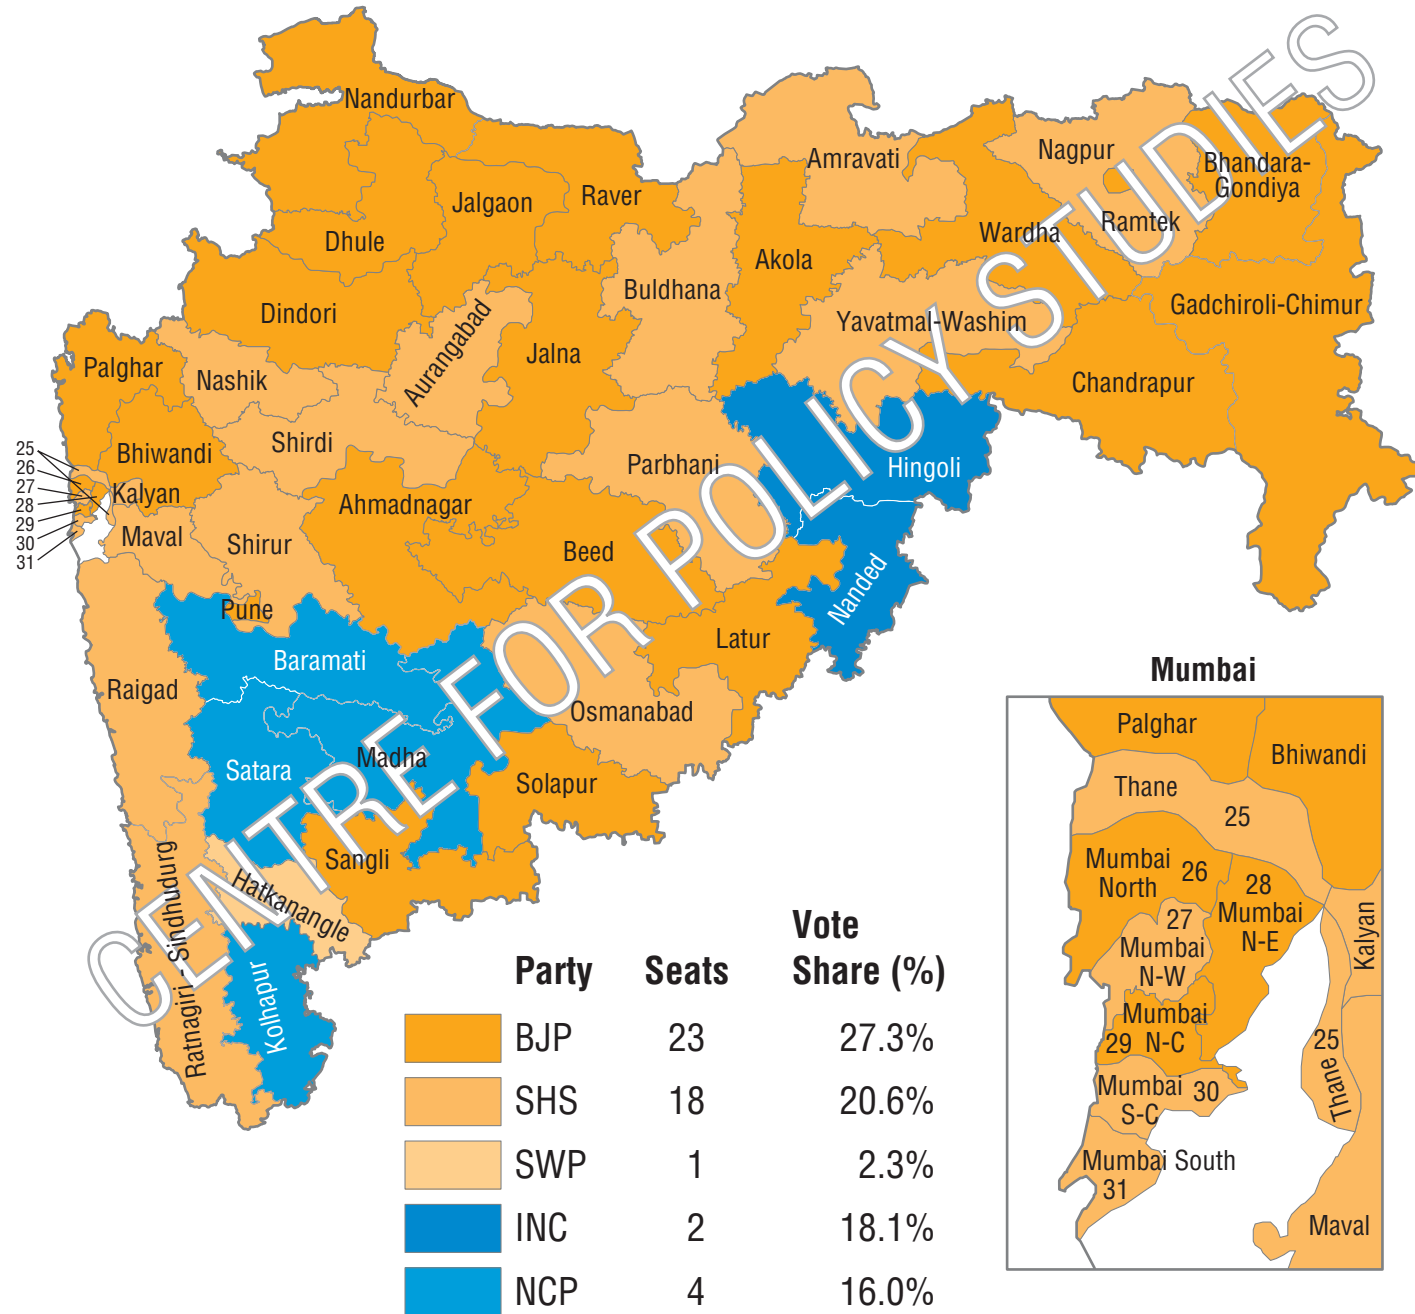 Nandurbar
Amravati
Nagpur
Bhandara-
Gondiya
Raver
Jalgaon
Dhule
Wardha
Ramtek
Akola
Buldhana
Dindori
Gadchiroli-Chimur
Yavatmal-Washim
Aurangabad
Jalna
Palghar
Nashik
Chandrapur
Shirdi
Bhiwandi
Parbhani
Hingoli
25
26
27
28
29
30
31
Kalyan
Ahmadnagar
Maval
Shirur
Beed
Nanded
Pune
Latur
Baramati
Raigad
Osmanabad
Madha
Satara
Solapur
Sangli
Hatkanangle
Ratnagiri - Sindhudurg
Kolhapur
CENTRE FOR POLICY STUDIES
Mumbai
Palghar
Bhiwandi
Thane
25
Mumbai
North 26
28
Mumbai
N-E
27
Mumbai
N-W
Kalyan
Mumbai
29 N-C
25
Thane
Mumbai 30
S-C
Mumbai South
31
Maval
Vote
Party Seats Share (%)
BJP 23 27.3%
SHS 18 20.6%
SWP 1 2.3%
INC 2 18.1%
NCP 4 16.0%